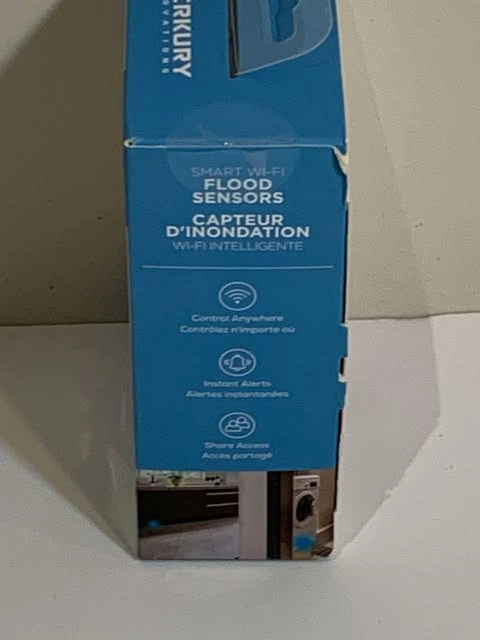 ERKURY
OVATIONS
SMART WI-FI
FLOOD
SENSORS
CAPTEUR
D'INONDATION
WI-FI INTELLIGENTE
Control Anywhere
Contrôlez n'importe où
Instant Alerts
Alertes instantanées
Share Access
Accès partagé